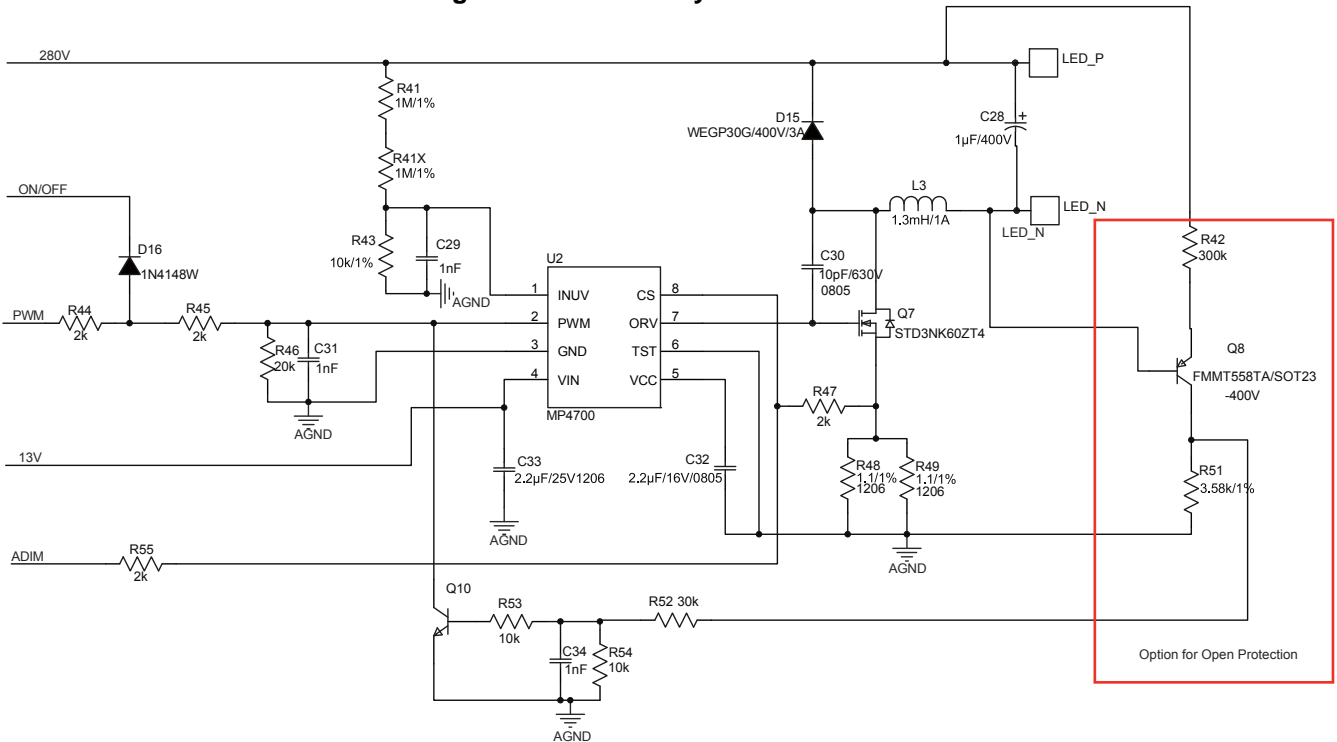 280V
R41
1M/1%
R41X
1M/1%
R43
10k/1%
C29
1nF
AGND
ON/OFF
D16
1N4148W
PWM
R44
2k
R45
2k
R46
20k
C31
1nF
AGND
U2
1 INUV CS 8
2 PWM ORV 7
3 GND TST 6
4 VIN VCC 5
MP4700
D15
WEGP30G/400V/3A
C30
10pF/630V
0805
L3
1.3mH/1A
C28
+
1µF/400V
LED_P
LED_N
LED_N
Q7
STD3NK60ZT4
R47
2k
R48
1.1/1%
1206
R49
1.1/1%
1206
AGND
R42
300k
Q8
FMMT558TA/SOT23
-400V
R51
3.58k/1%
Option for Open Protection
13V
C33
2.2µF/25V1206
AGND
C32
2.2µF/16V/0805
ADIM
R55
2k
Q10
R53
10k
C34
1nF
R54
10k
R52 30k
AGND